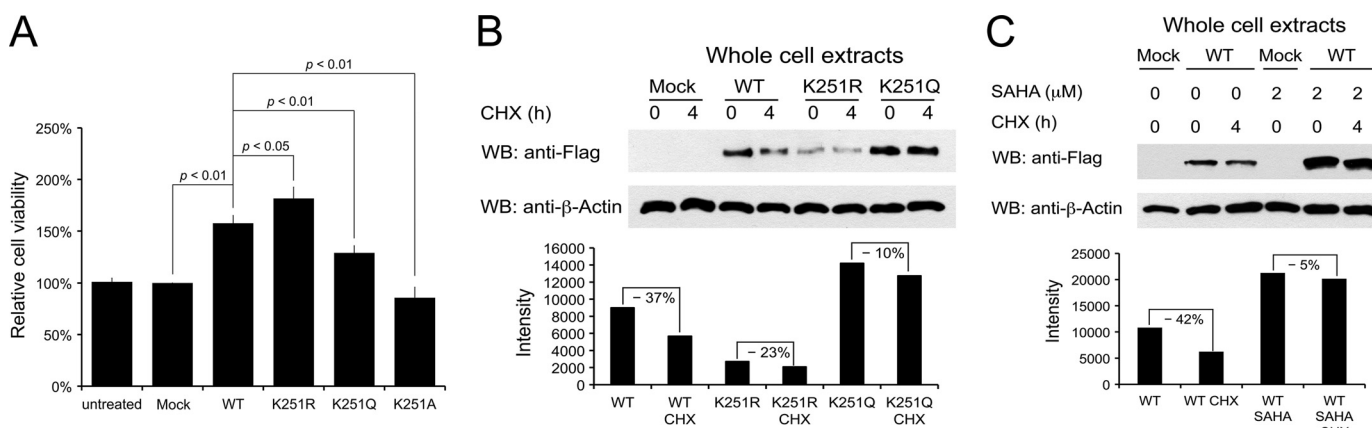 A
p < 0.01
p < 0.01
p < 0.05
p < 0.01
250%
200%
150%
100%
50%
0%
Relative cell viability
untreated Mock WT K251R K251Q K251A
B
Whole cell extracts
Mock WT K251R K251Q
CHX (h) 0 4 0 4 0 4 0 4
WB: anti-Flag
WB: anti-β-Actin
16000
14000
12000
10000
8000
6000
4000
2000
0
Intensity
− 37%
− 23%
− 10%
WT WT CHX K251R K251R CHX K251Q K251Q CHX
C
Whole cell extracts
Mock WT Mock WT
SAHA (μM) 0 0 0 2 2 2
CHX (h) 0 0 4 0 0 4
WB: anti-Flag
WB: anti-β-Actin
25000
20000
15000
10000
5000
0
Intensity
− 42%
− 5%
WT WT CHX WT SAHA WT SAHA